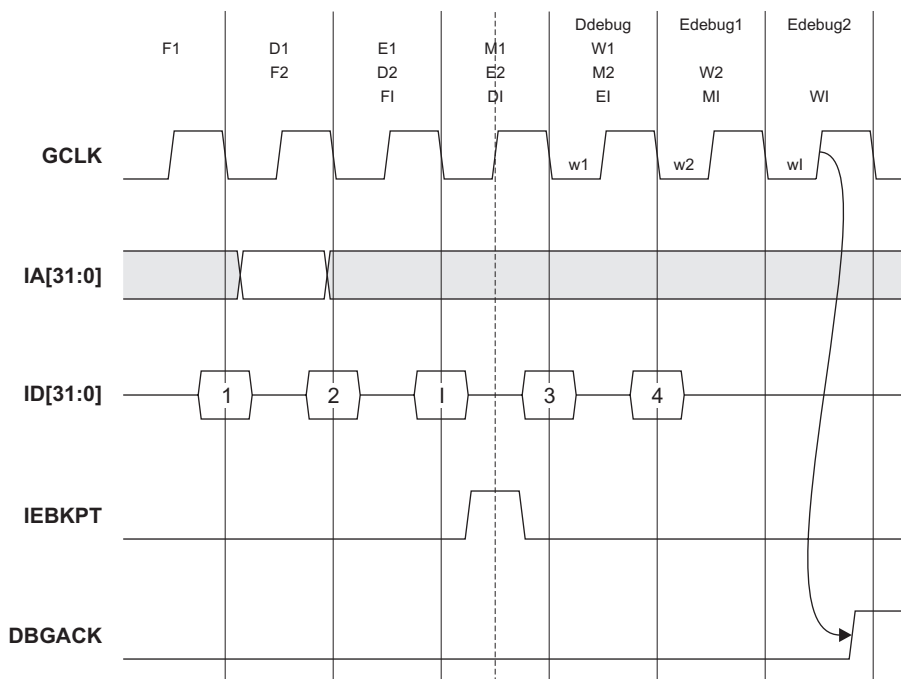 Ddebug Edebug1 Edebug2
F1 D1 E1 M1 W1
F2 D2 E2 M2 W2
FI DI EI MI WI
GCLK w1 w2 wI
IA[31:0]
ID[31:0] 1 2 I 3 4
IEBKPT
DBGACK